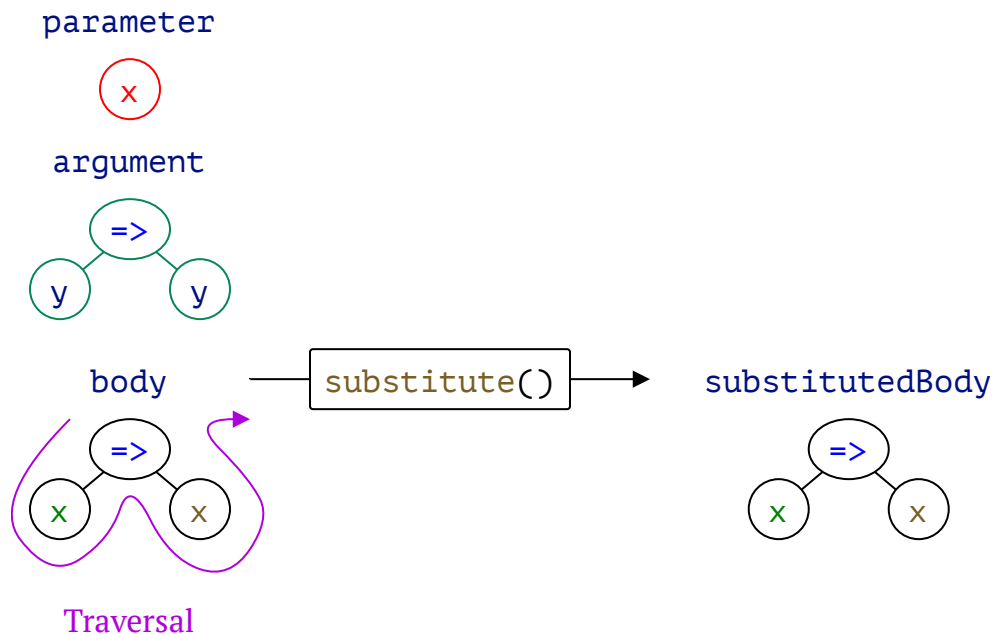 parameter
x
argument
=>
y y
body substitute() substitutedBody
=> =>
x x x x
Traversal